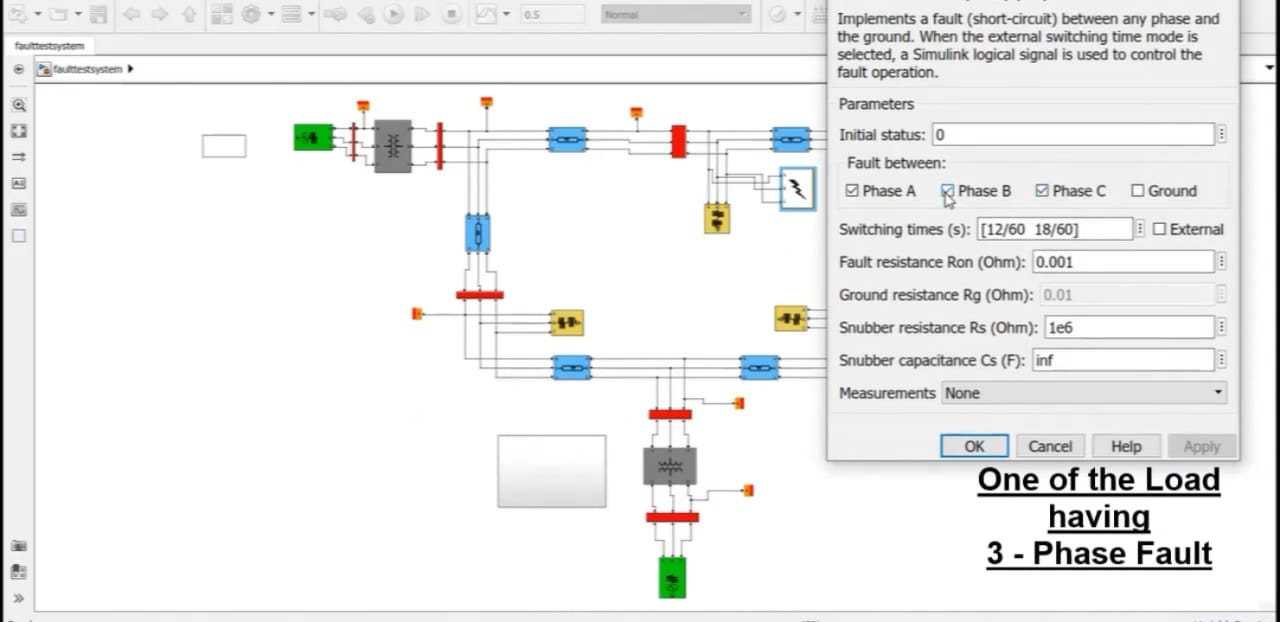 0.5
Normal
faulttestsystem
faulttestsystem
Implements a fault (short-circuit) between any phase and
the ground. When the external switching time mode is
selected, a Simulink logical signal is used to control the
fault operation.
Parameters
Initial status: 0
Fault between:
Phase A Phase B Phase C Ground
Switching times (s): [12/60 18/60] External
Fault resistance Ron (Ohm): 0.001
Ground resistance Rg (Ohm): 0.01
Snubber resistance Rs (Ohm): 1e6
Snubber capacitance Cs (F): inf
Measurements None
OK Cancel Help Apply
One of the Load
having
3 - Phase Fault